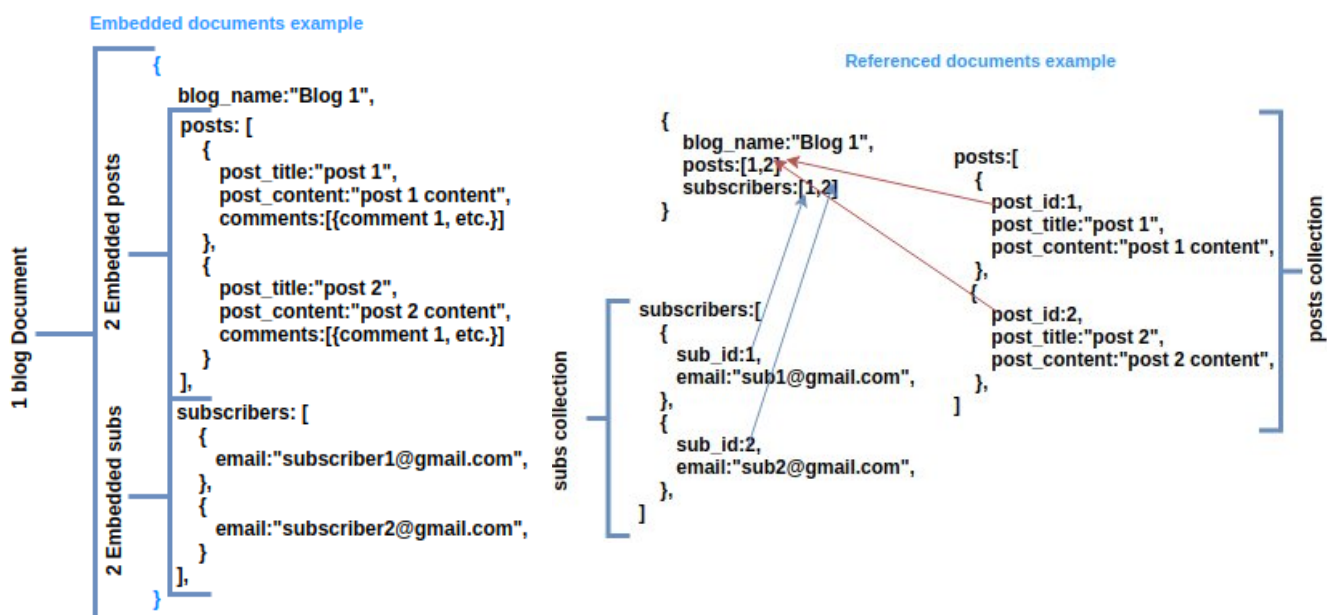 Embedded documents example
{
blog_name:"Blog 1",
posts: [
{
post_title:"post 1",
post_content:"post 1 content",
comments:[{comment 1, etc.}]
},
{
post_title:"post 2",
post_content:"post 2 content",
comments:[{comment 1, etc.}]
}
],
subscribers: [
{
email:"subscriber1@gmail.com",
},
{
email:"subscriber2@gmail.com",
}
],
}
1 blog Document
2 Embedded posts
2 Embedded subs
Referenced documents example
{
blog_name:"Blog 1",
posts:[1,2]
subscribers:[1,2]
}
subscribers:[
{
sub_id:1,
email:"sub1@gmail.com",
},
{
sub_id:2,
email:"sub2@gmail.com",
},
]
subs collection
posts:[
{
post_id:1,
post_title:"post 1",
post_content:"post 1 content",
},
{
post_id:2,
post_title:"post 2",
post_content:"post 2 content",
},
]
posts collection